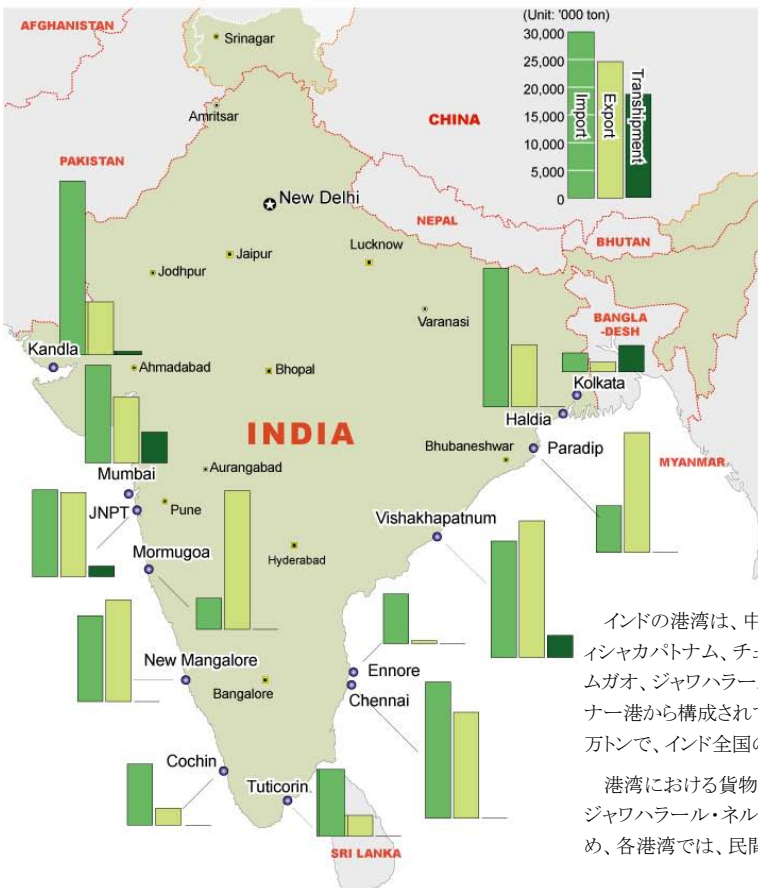 (Unit: '000 ton)
30,000
25,000
20,000
15,000
10,000
5,000
0
Import
Export
Transhipment
AFGHANISTAN
Srinagar
Amritsar
CHINA
PAKISTAN
New Delhi
NEPAL
BHUTAN
Jaipur
Lucknow
Jodhpur
Varanasi
BANGLA
-DESH
Kandla
Ahmadabad
Bhopal
Kolkata
Haldia
INDIA
Bhubaneshwar
Paradip
MYANMAR
Aurangabad
Mumbai
JNPT
Pune
Vishakhapatnum
Mormugoa
Hyderabad
New Mangalore
Bangalore
Ennore
Chennai
Cochin
Tuticorin
SRI LANKA
インドの港湾は、中
ィシャカパトナム、チェ
ムガオ、ジャワハラー
ナー港から構成されて
万トンで、インド全国の
港湾における貨物
ジャワハラール・ネル
め、各港湾では、民間